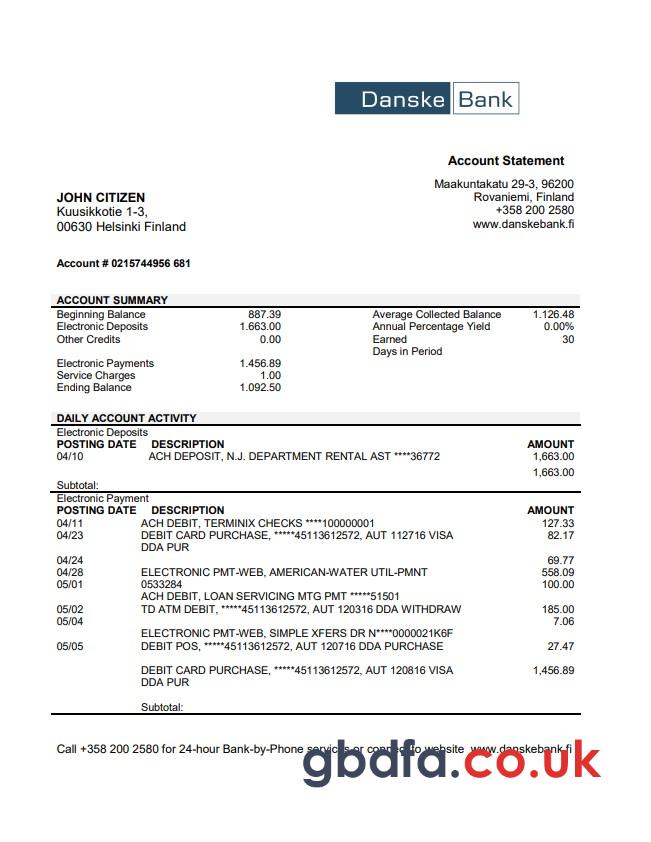 Danske Bank
Account Statement
Maakuntakatu 29-3, 96200
Rovaniemi, Finland
+358 200 2580
www.danskebank.fi
JOHN CITIZEN
Kuusikkotie 1-3,
00630 Helsinki Finland
Account # 0215744956 681
ACCOUNT SUMMARY
Beginning Balance 887.39 Average Collected Balance 1.126.48
Electronic Deposits 1.663.00 Annual Percentage Yield 0.00%
Other Credits 0.00 Earned 30
Days in Period
Electronic Payments 1.456.89
Service Charges 1.00
Ending Balance 1.092.50
DAILY ACCOUNT ACTIVITY
Electronic Deposits
POSTING DATE DESCRIPTION AMOUNT
04/10 ACH DEPOSIT, N.J. DEPARTMENT RENTAL AST ****36772 1,663.00
1,663.00
Subtotal:
Electronic Payment
POSTING DATE DESCRIPTION AMOUNT
04/11 ACH DEBIT, TERMINIX CHECKS ****100000001 127.33
04/23 DEBIT CARD PURCHASE, *****45113612572, AUT 112716 VISA 82.17
DDA PUR
04/24 69.77
04/28 ELECTRONIC PMT-WEB, AMERICAN-WATER UTIL-PMNT 558.09
05/01 0533284 100.00
ACH DEBIT, LOAN SERVICING MTG PMT *****51501
05/02 TD ATM DEBIT, *****45113612572, AUT 120316 DDA WITHDRAW 185.00
05/04 7.06
ELECTRONIC PMT-WEB, SIMPLE XFERS DR N****0000021K6F
05/05 DEBIT POS, *****45113612572, AUT 120716 DDA PURCHASE 27.47
DEBIT CARD PURCHASE, *****45113612572, AUT 120816 VISA 1,456.89
DDA PUR
Subtotal:
Call +358 200 2580 for 24-hour Bank-by-Phone services or connect to website www.danskebank.fi
gbdfa.co.uk